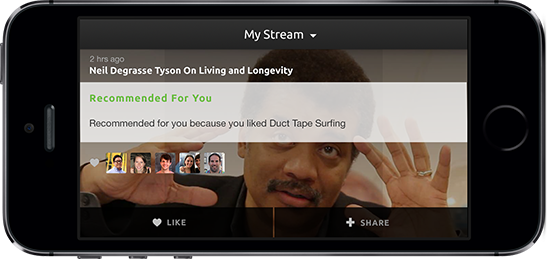 My Stream
2 hrs ago
Neil Degrasse Tyson On Living and Longevity
Recommended For You
Recommended for you because you liked Duct Tape Surfing
LIKE
SHARE